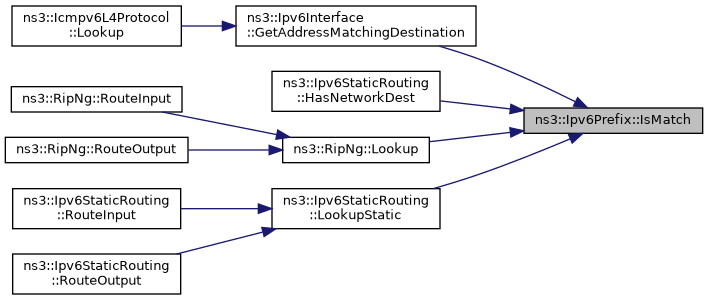 ns3::Icmpv6L4Protocol
::Lookup
ns3::Ipv6Interface
::GetAddressMatchingDestination
ns3::Ipv6StaticRouting
::HasNetworkDest
ns3::RipNg::RouteInput
ns3::Ipv6Prefix::IsMatch
ns3::RipNg::RouteOutput
ns3::RipNg::Lookup
ns3::Ipv6StaticRouting
::RouteInput
ns3::Ipv6StaticRouting
::LookupStatic
ns3::Ipv6StaticRouting
::RouteOutput